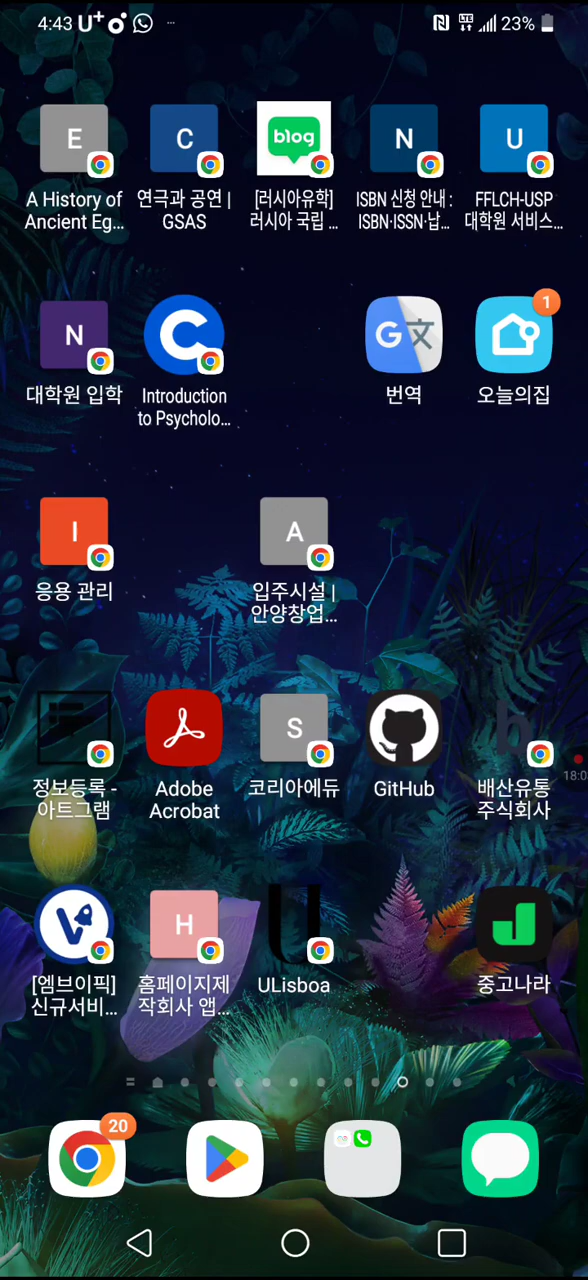 4:43 U+ ... LTE 23%
E C blog N U
A History of
Ancient Eg...
연극과 공연 |
GSAS
[러시아유학]
러시아 국립 ...
ISBN 신청 안내 :
ISBN·ISSN·납...
FFLCH-USP
대학원 서비스...
N C G 文 1
대학원 입학
Introduction
to Psycholo...
번역
오늘의집
I A
응용 관리
입주시설 |
안양창업...
S b
정보등록 -
아트그램
Adobe
Acrobat
코리아에듀
GitHub
배산유통
주식회사
18:0
V H U
[엠브이픽]
신규서비...
홈페이지제
작회사 앱...
ULisboa
중고나라
20